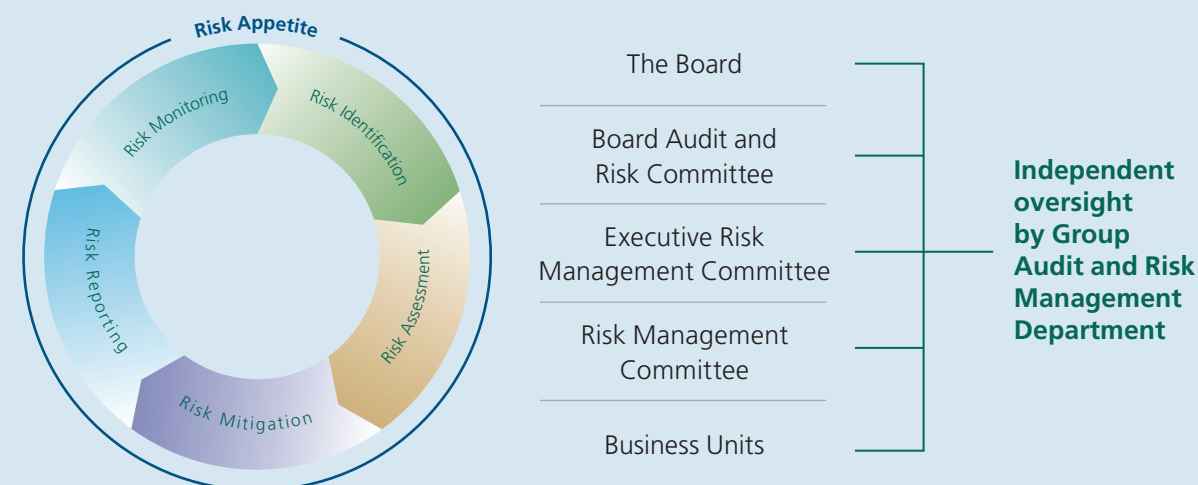 Risk Appetite
Risk Identification
Risk Assessment
Risk Mitigation
Risk Reporting
Risk Monitoring
The Board
Board Audit and
Risk Committee
Executive Risk
Management Committee
Risk Management
Committee
Business Units
Independent
oversight
by Group
Audit and Risk
Management
Department